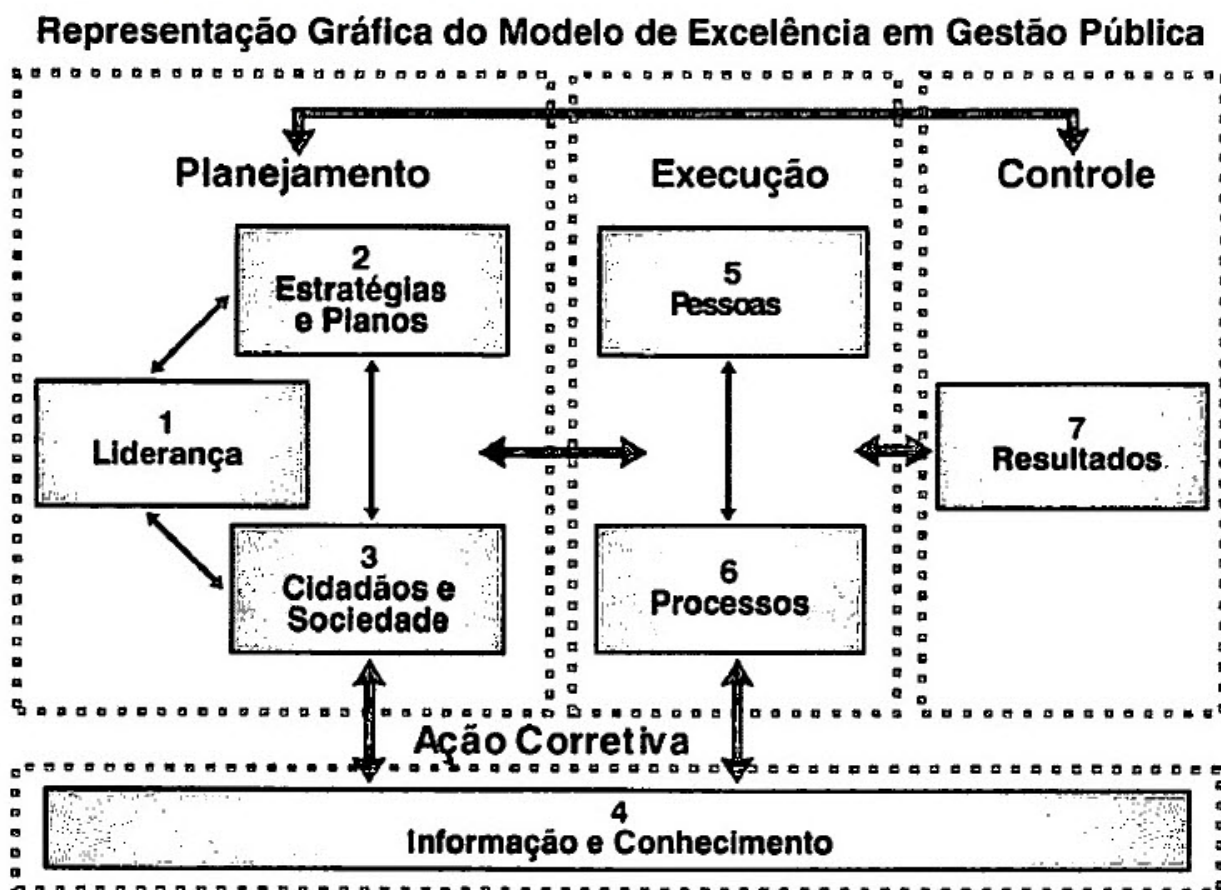 Representação Gráfica do Modelo de Excelência em Gestão Pública
Planejamento
Execução
Controle
2
Estratégias
e Planos
5
Pessoas
1
Liderança
7
Resultados
3
Cidadãos e
Sociedade
6
Processos
Ação Corretiva
4
Informação e Conhecimento